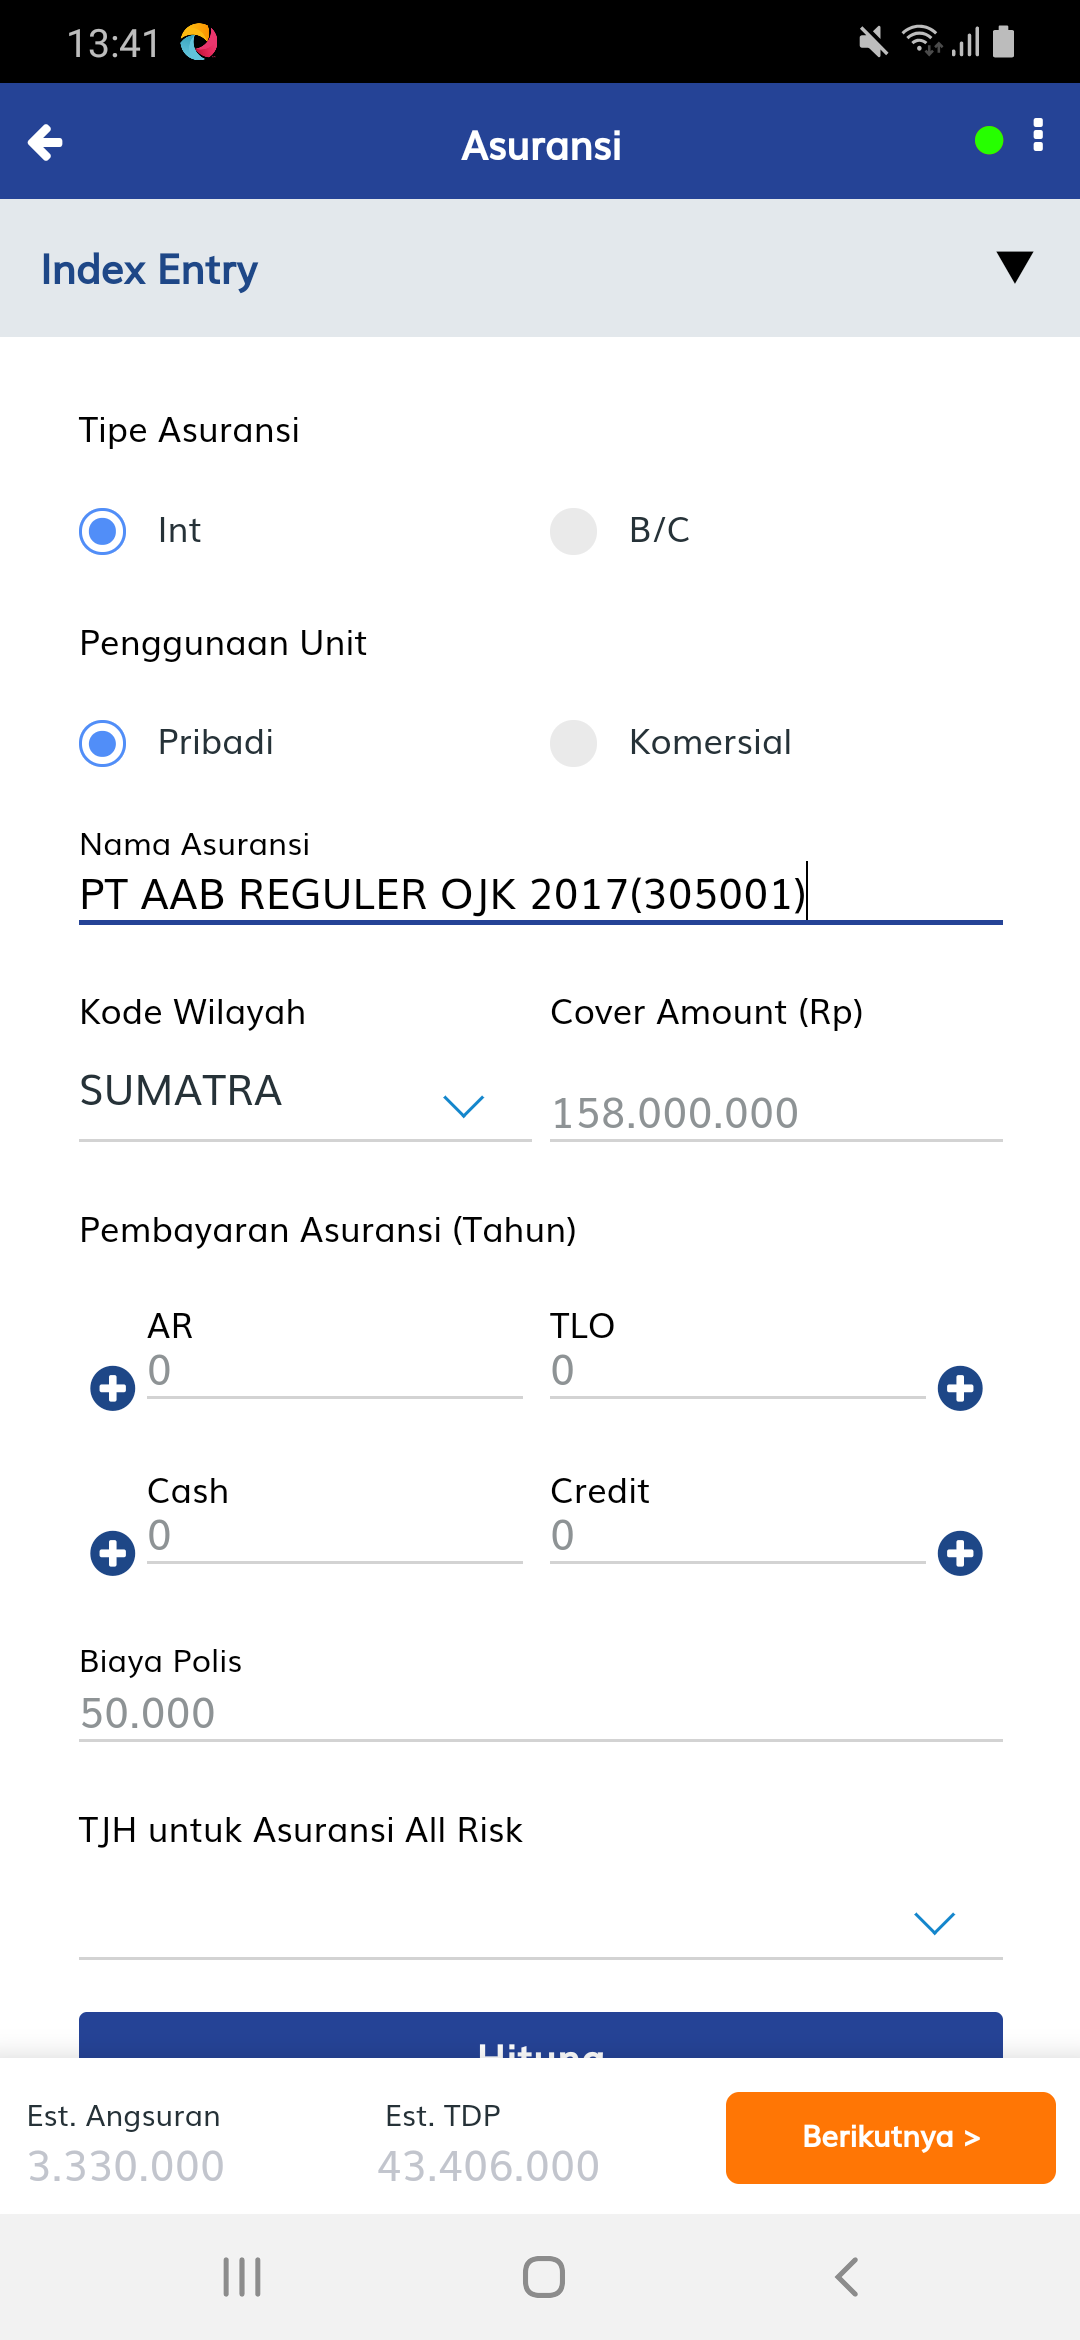 13:41
Asuransi
Index Entry
Tipe Asuransi
Int
B/C
Penggunaan Unit
Pribadi
Komersial
Nama Asuransi
PT AAB REGULER OJK 2017(305001)
Kode Wilayah
Cover Amount (Rp)
SUMATRA
158.000.000
Pembayaran Asuransi (Tahun)
AR
TLO
0
0
Cash
Credit
0
0
Biaya Polis
50.000
TJH untuk Asuransi All Risk
Hitung
Est. Angsuran
Est. TDP
3.330.000
43.406.000
Berikutnya >